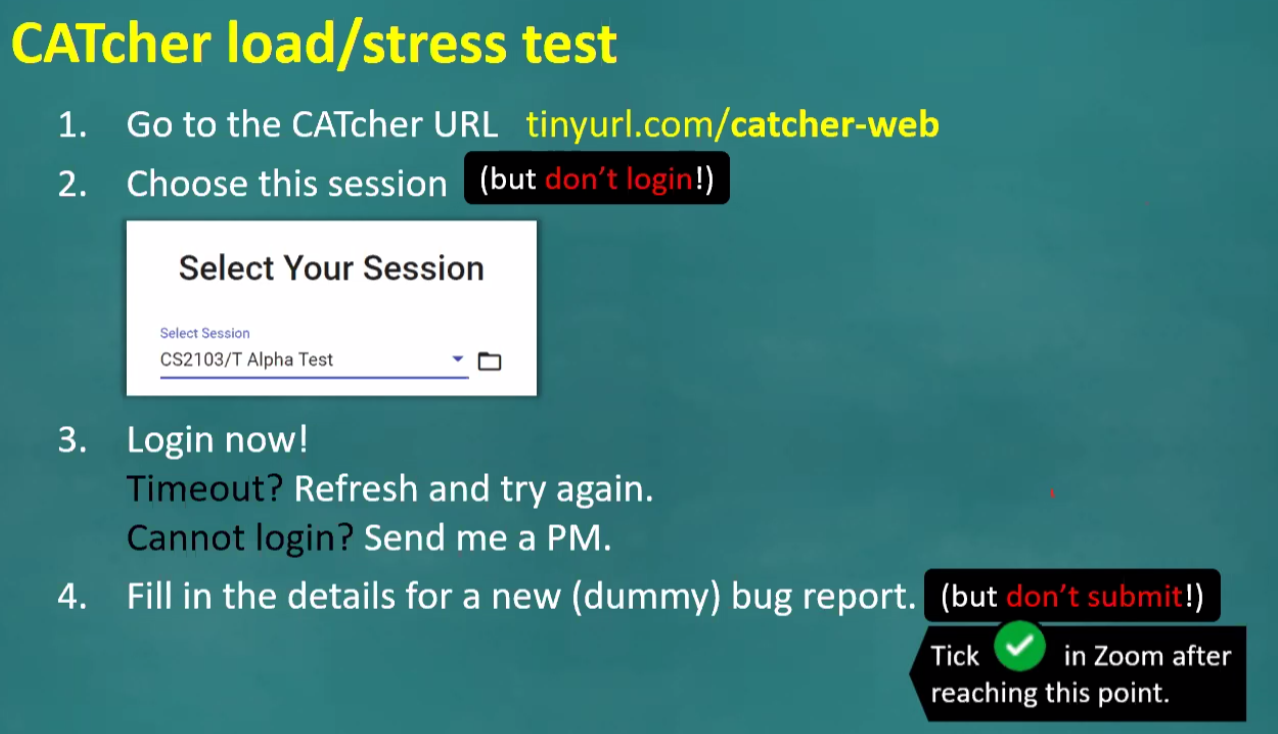 CATcher load/stress test
1. Go to the CATcher URL tinyurl.com/catcher-web
2. Choose this session (but don't login!)
Select Your Session
Select Session
CS2103/T Alpha Test
3. Login now!
Timeout? Refresh and try again.
Cannot login? Send me a PM.
4. Fill in the details for a new (dummy) bug report. (but don't submit!)
Tick in Zoom after
reaching this point.